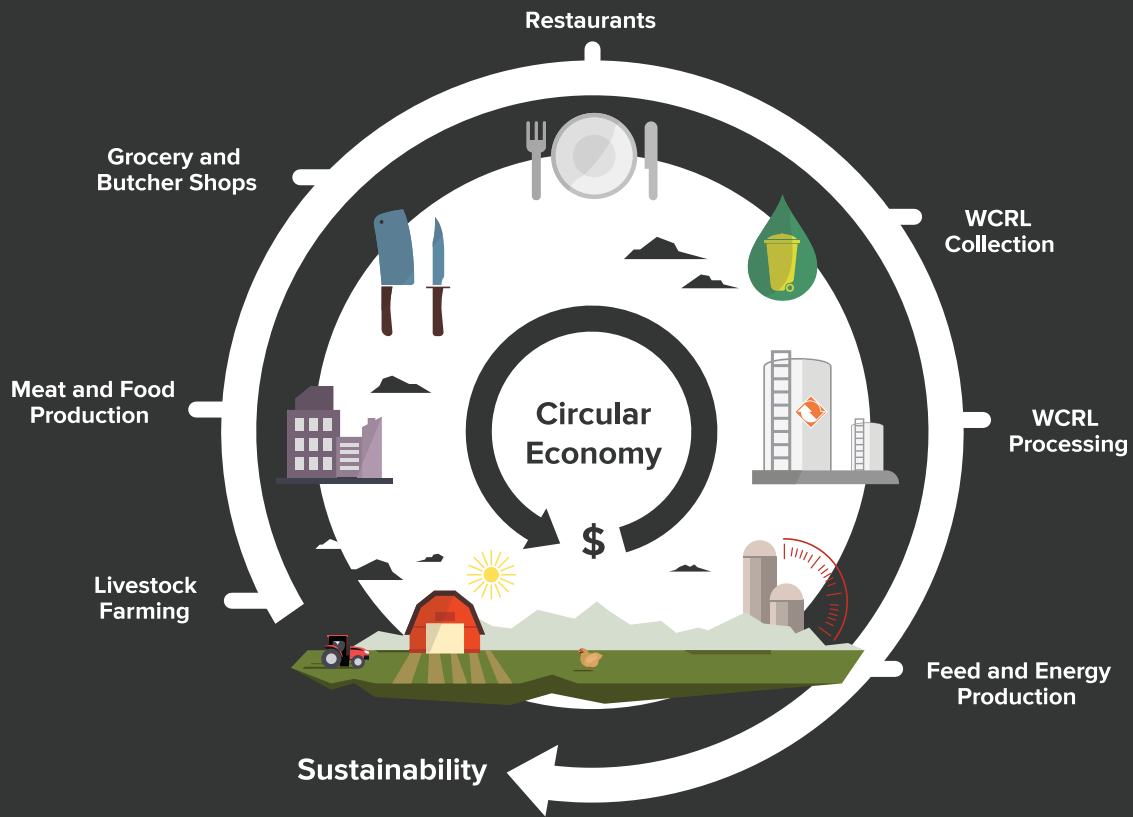 Restaurants
Grocery and
Butcher Shops
WCRL
Collection
Meat and Food
Production
Circular
Economy
$
WCRL
Processing
Livestock
Farming
Feed and Energy
Production
Sustainability